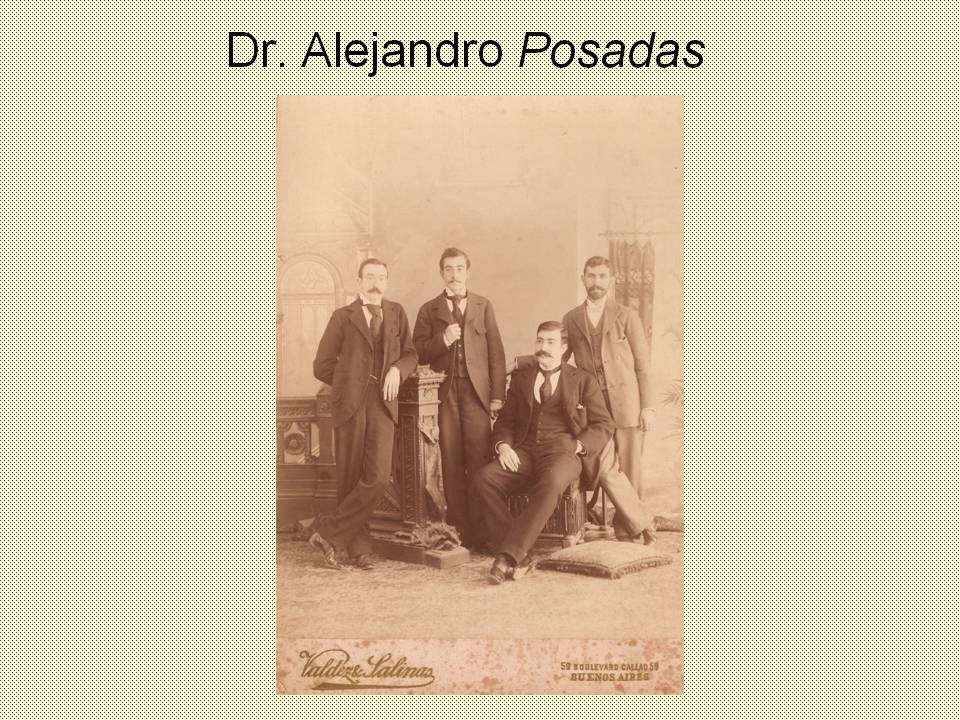 Dr. Alejandro Posadas
Valdez & Salinas
59 BOULEVARD CALLAO 59
BUENOS AIRES